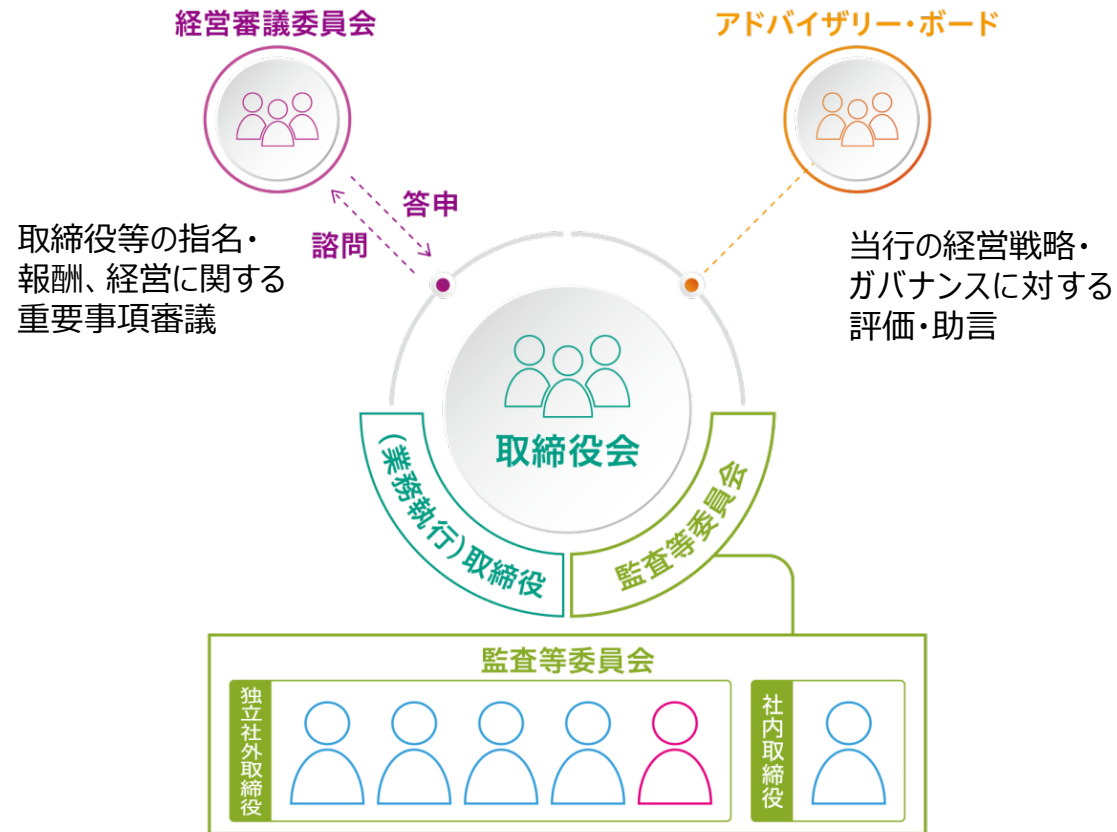 経営審議委員会
アドバイザリー・ボード
答申
諮問
取締役等の指名・
報酬、経営に関する
重要事項審議
当行の経営戦略・
ガバナンスに対する
評価・助言
取締役会
(業務執行)取締役
監査等委員会
監査等委員会
独立社外取締役
社内取締役